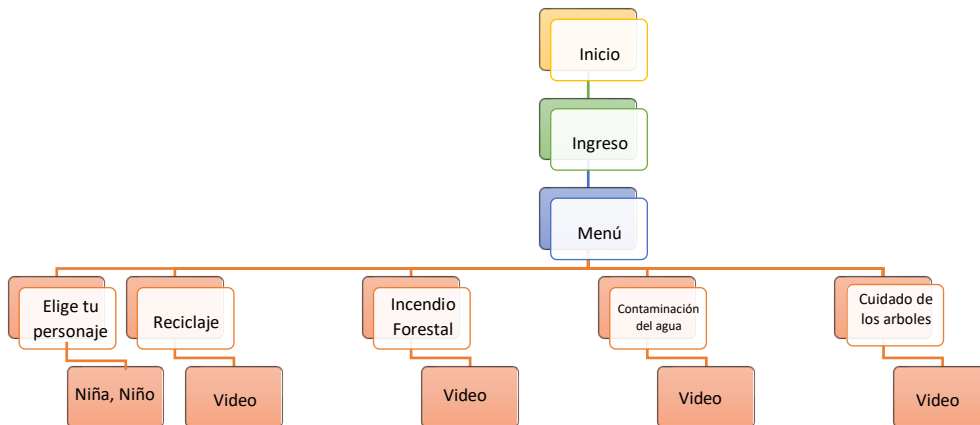 Inicio
Ingreso
Menú
Elige tu
personaje
Reciclaje
Incendio
Forestal
Contaminación
del agua
Cuidado de
los arboles
Niña, Niño
Video
Video
Video
Video